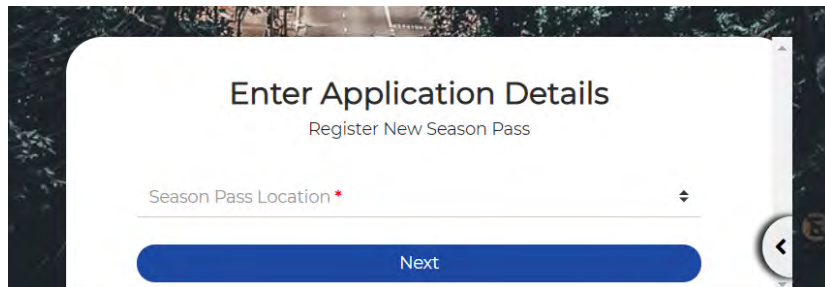 Enter Application Details
Register New Season Pass
Season Pass Location *
Next